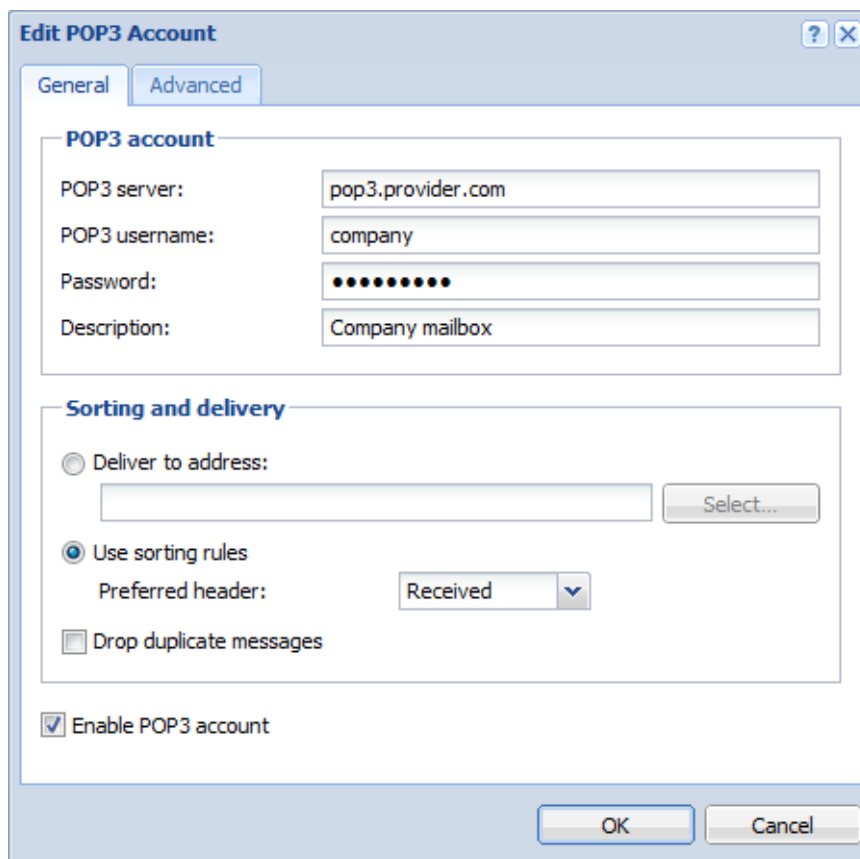 Edit POP3 Account
General Advanced
POP3 account
POP3 server: pop3.provider.com
POP3 username: company
Password: •••••••••
Description: Company mailbox
Sorting and delivery
Deliver to address:
Select...
Use sorting rules
Preferred header: Received
Drop duplicate messages
Enable POP3 account
OK Cancel